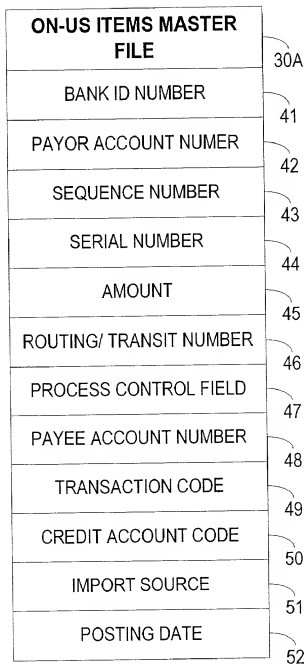 ON-US ITEMS MASTER
FILE
30A
BANK ID NUMBER
41
PAYOR ACCOUNT NUMER
42
SEQUENCE NUMBER
43
SERIAL NUMBER
44
AMOUNT
45
ROUTING/ TRANSIT NUMBER
46
PROCESS CONTROL FIELD
47
PAYEE ACCOUNT NUMBER
48
TRANSACTION CODE
49
CREDIT ACCOUNT CODE
50
IMPORT SOURCE
51
POSTING DATE
52